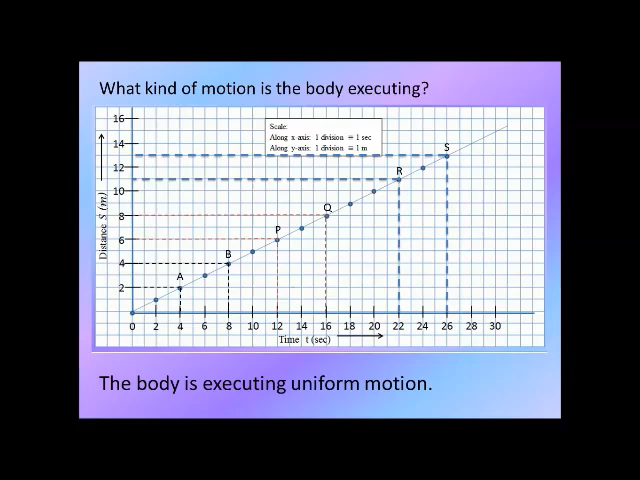 What kind of motion is the body executing?
Scale:
Along x-axis: 1 division ≡ 1 sec
Along y-axis: 1 division ≡ 1 m
Distance S (m)
16
14
12
10
8
6
4
2
A
B
P
Q
R
S
0 2 4 6 8 10 12 14 16 18 20 22 24 26 28 30
Time t (sec)
The body is executing uniform motion.